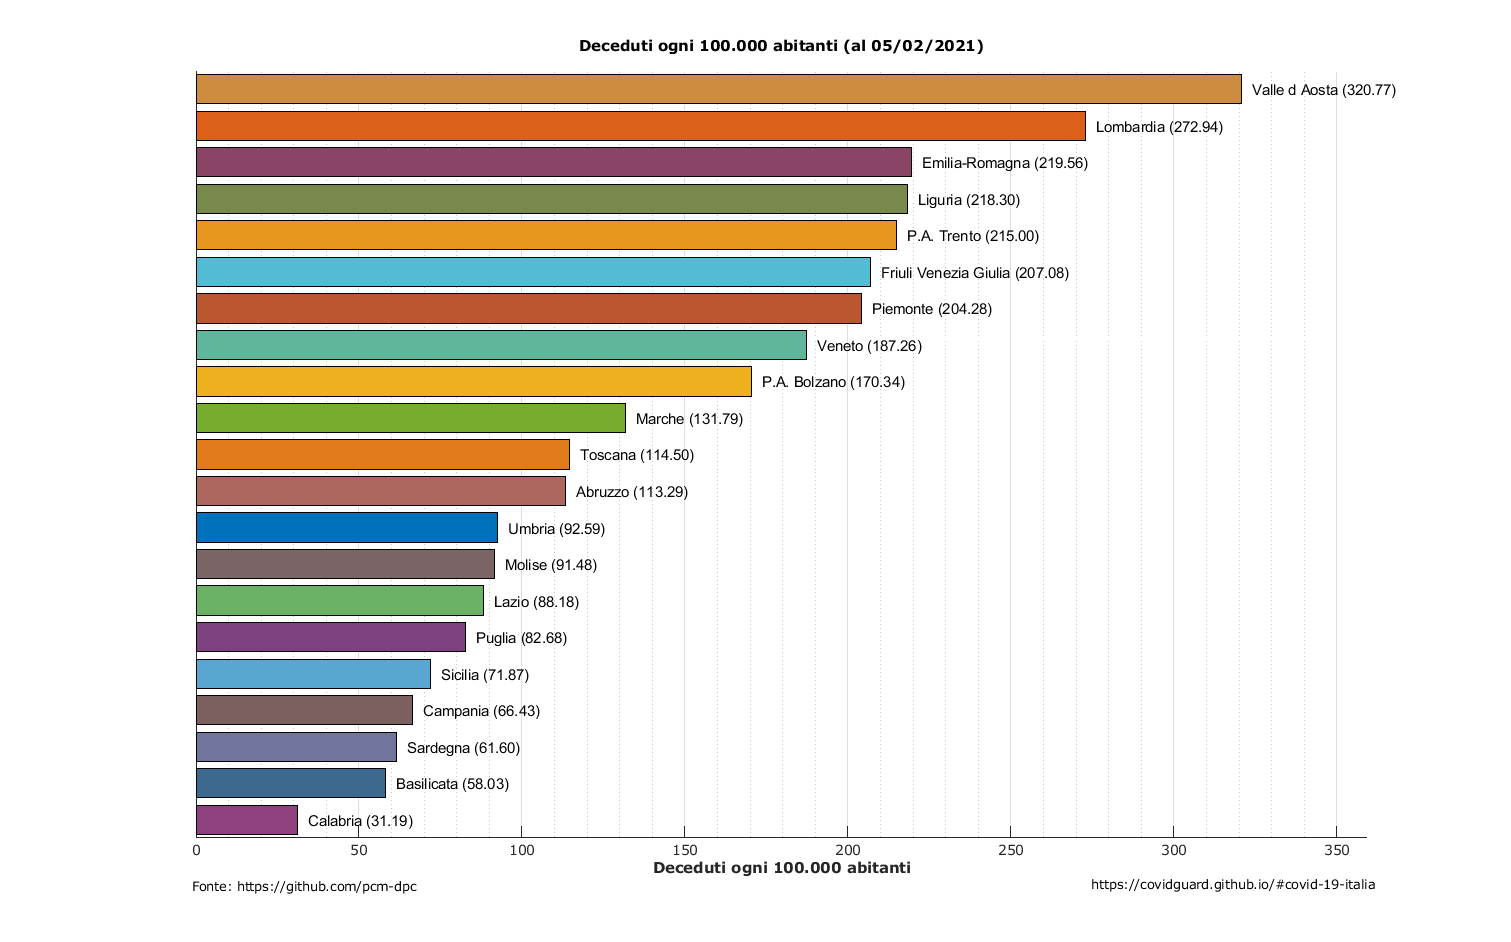 Deceduti ogni 100.000 abitanti (al 05/02/2021)
Valle d Aosta (320.77)
Lombardia (272.94)
Emilia-Romagna (219.56)
Liguria (218.30)
P.A. Trento (215.00)
Friuli Venezia Giulia (207.08)
Piemonte (204.28)
Veneto (187.26)
P.A. Bolzano (170.34)
Marche (131.79)
Toscana (114.50)
Abruzzo (113.29)
Umbria (92.59)
Molise (91.48)
Lazio (88.18)
Puglia (82.68)
Sicilia (71.87)
Campania (66.43)
Sardegna (61.60)
Basilicata (58.03)
Calabria (31.19)
0 50 100 150 200 250 300 350
Deceduti ogni 100.000 abitanti
Fonte: https://github.com/pcm-dpc
https://covidguard.github.io/#covid-19-italia